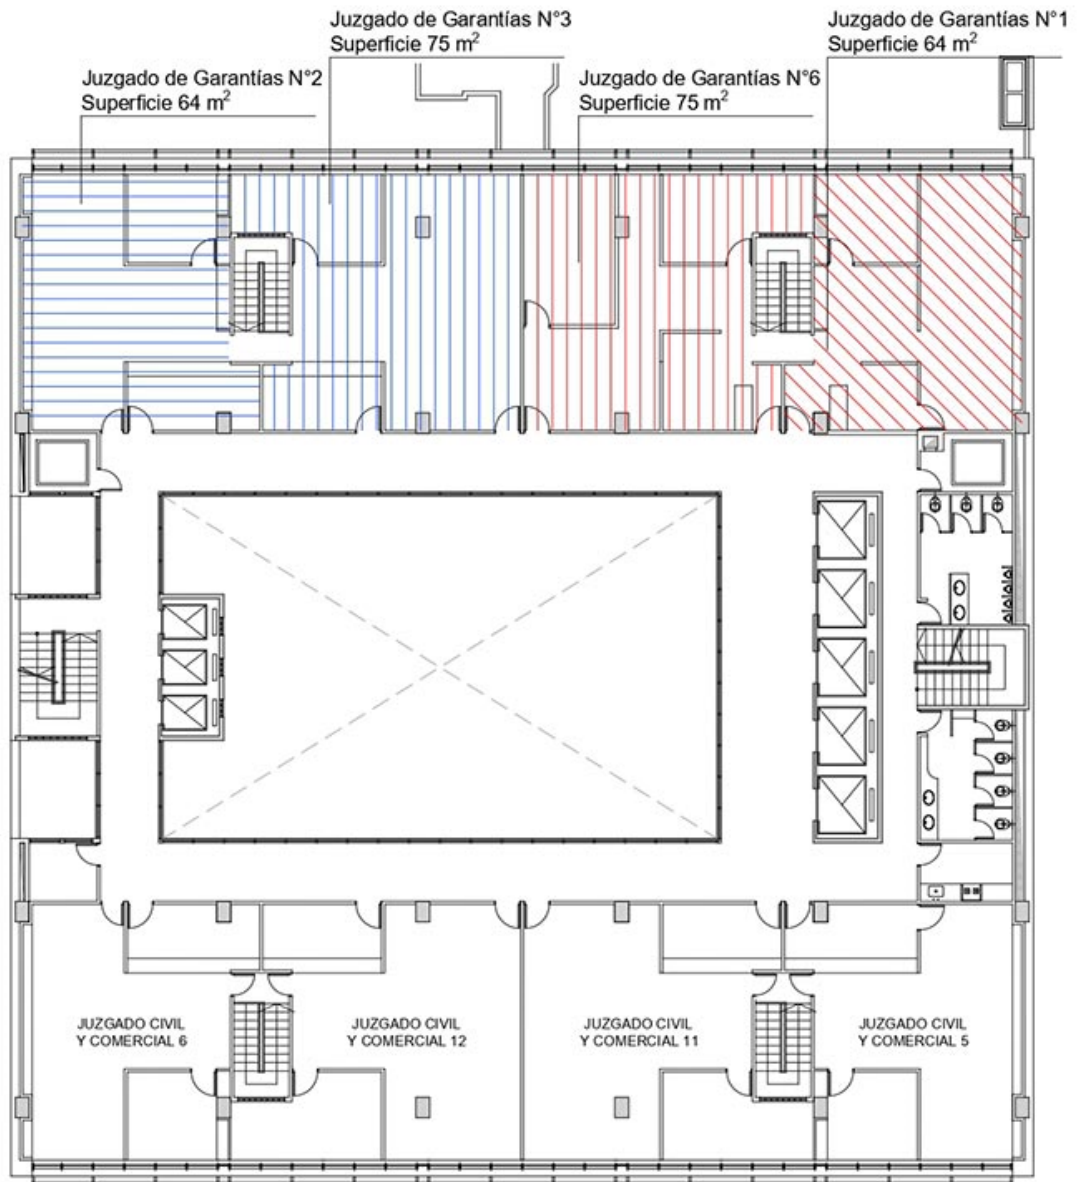 Juzgado de Garantías N°3
Superficie 75 m²
Juzgado de Garantías N°1
Superficie 64 m²
Juzgado de Garantías N°2
Superficie 64 m²
Juzgado de Garantías N°6
Superficie 75 m²
JUZGADO CIVIL
Y COMERCIAL 6
JUZGADO CIVIL
Y COMERCIAL 12
JUZGADO CIVIL
Y COMERCIAL 11
JUZGADO CIVIL
Y COMERCIAL 5